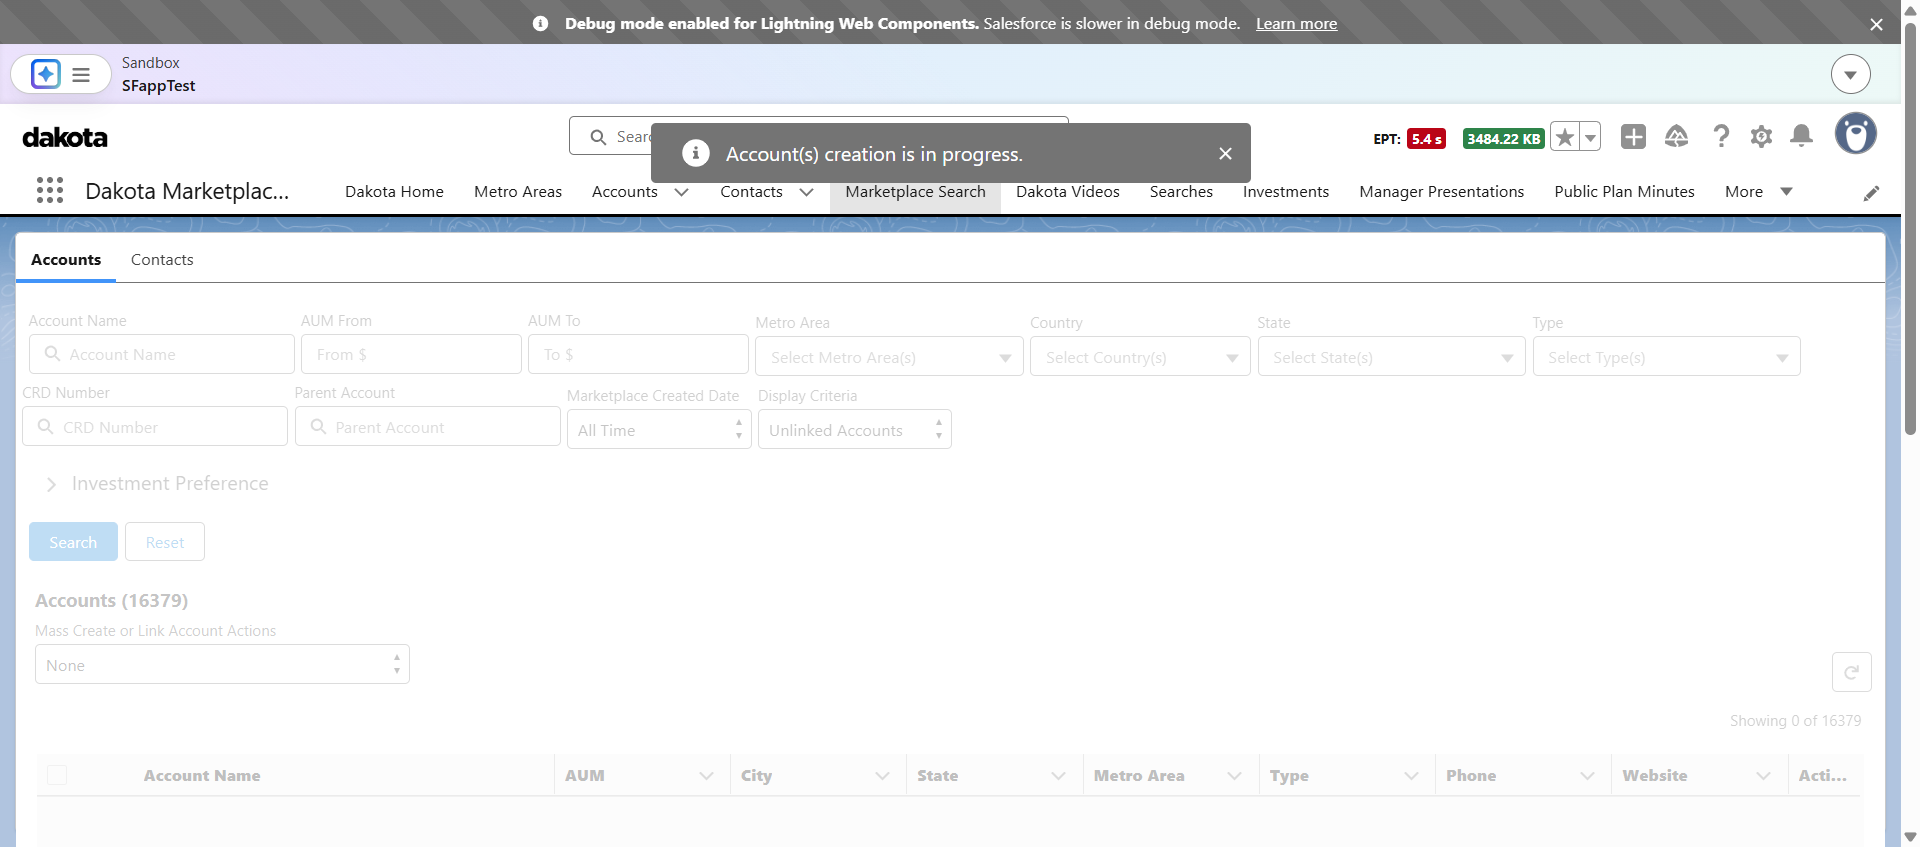 Debug mode enabled for Lightning Web Components. Salesforce is slower in debug mode. Learn more
Sandbox
SFappTest
dakota
EPT: 5.4 s 3484.22 KB
Account(s) creation is in progress.
Dakota Marketplac... Dakota Home Metro Areas Accounts Contacts Marketplace Search Dakota Videos Searches Investments Manager Presentations Public Plan Minutes More
Accounts Contacts
Account Name AUM From AUM To Metro Area Country State Type
Account Name From $ To $ Select Metro Area(s) Select Country(s) Select State(s) Select Type(s)
CRD Number Parent Account Marketplace Created Date Display Criteria
CRD Number Parent Account All Time Unlinked Accounts
Investment Preference
Search Reset
Accounts (16379)
Mass Create or Link Account Actions
None
Showing 0 of 16379
Account Name AUM City State Metro Area Type Phone Website Acti...